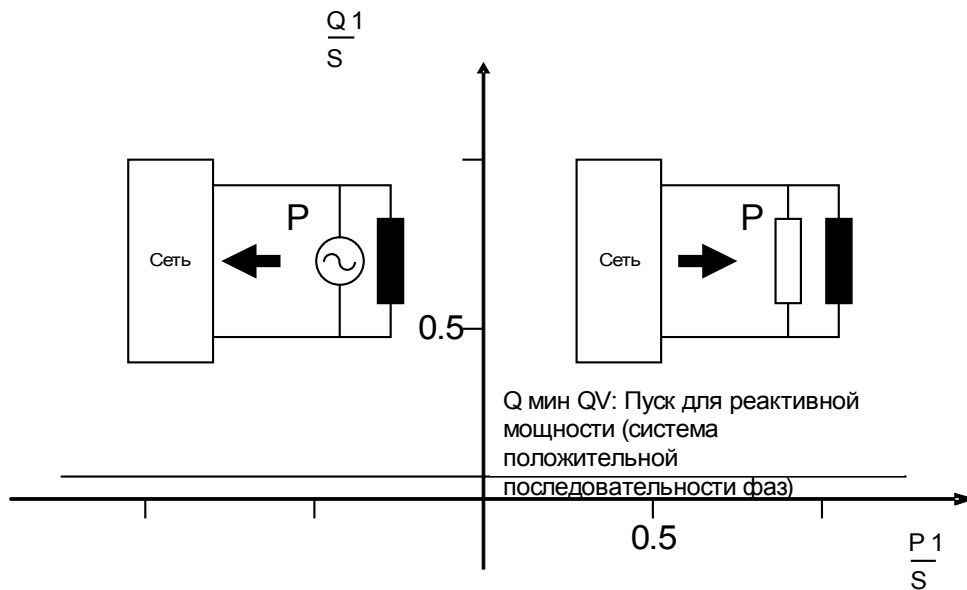 Q 1
S
P
P
Сеть
Сеть
0.5
Q мин QV: Пуск для реактивной
мощности (система
положительной
последовательности фаз)
0.5
P 1
S